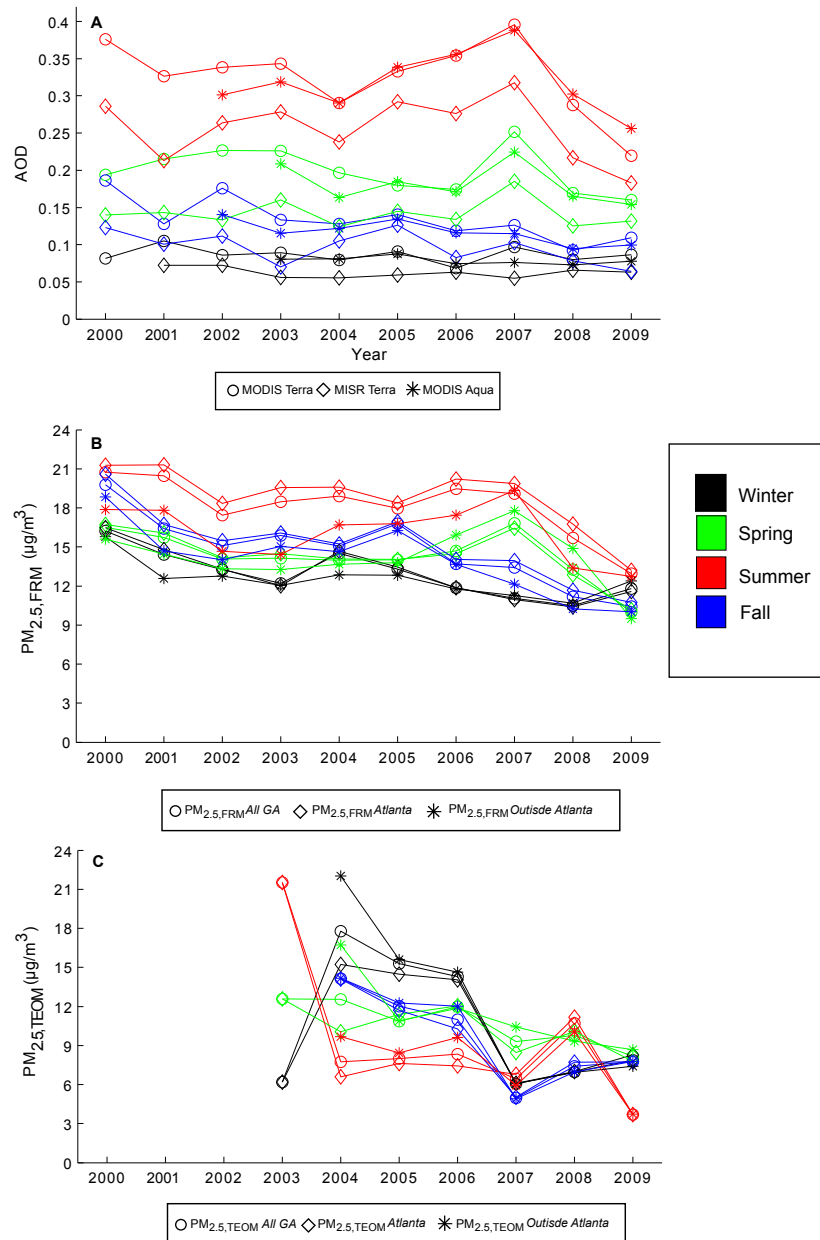 A
AOD
0.4
0.35
0.3
0.25
0.2
0.15
0.1
0.05
0
2000 2001 2002 2003 2004 2005 2006 2007 2008 2009
Year
MODIS Terra MISR Terra MODIS Aqua
B
PM2.5,FRM (µg/m³)
24
21
18
15
12
9
6
3
0
2000 2001 2002 2003 2004 2005 2006 2007 2008 2009
PM2.5,FRM All GA PM2.5,FRM Atlanta PM2.5,FRM Outisde Atlanta
Winter
Spring
Summer
Fall
C
PM2.5,TEOM (µg/m³)
24
21
18
15
12
9
6
3
0
2000 2001 2002 2003 2004 2005 2006 2007 2008 2009
PM2.5,TEOM All GA PM2.5,TEOM Atlanta PM2.5,TEOM Outisde Atlanta